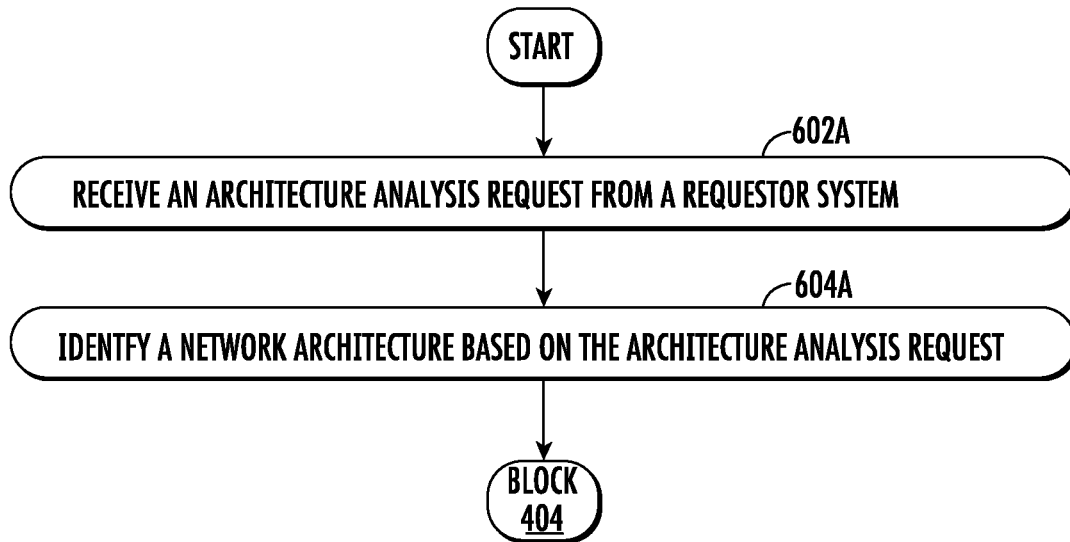 START
602A
RECEIVE AN ARCHITECTURE ANALYSIS REQUEST FROM A REQUESTOR SYSTEM
604A
IDENTFY A NETWORK ARCHITECTURE BASED ON THE ARCHITECTURE ANALYSIS REQUEST
BLOCK
404